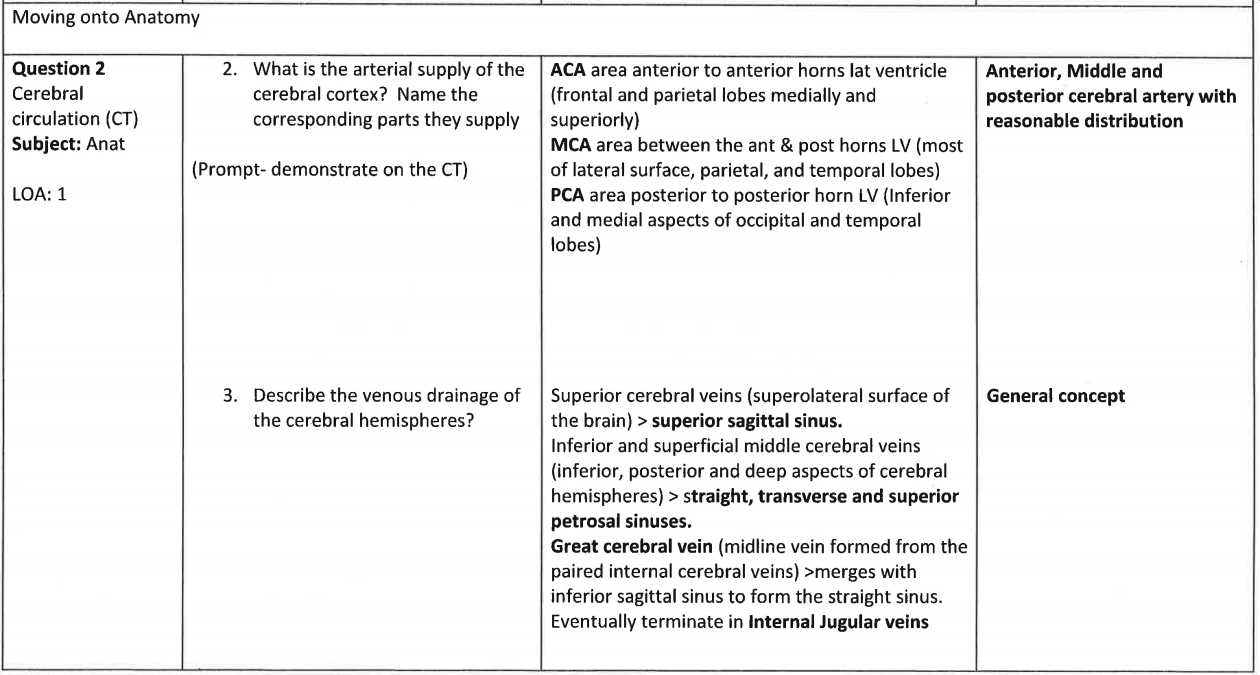 Moving onto Anatomy
Question 2
Cerebral
circulation (CT)
Subject: Anat
LOA: 1
2. What is the arterial supply of the
cerebral cortex? Name the
corresponding parts they supply
(Prompt- demonstrate on the CT)
ACA area anterior to anterior horns lat ventricle
(frontal and parietal lobes medially and
superiorly)
MCA area between the ant & post horns LV (most
of lateral surface, parietal, and temporal lobes)
PCA area posterior to posterior horn LV (Inferior
and medial aspects of occipital and temporal
lobes)
Anterior, Middle and
posterior cerebral artery with
reasonable distribution
3. Describe the venous drainage of
the cerebral hemispheres?
Superior cerebral veins (superolateral surface of
the brain) > superior sagittal sinus.
Inferior and superficial middle cerebral veins
(inferior, posterior and deep aspects of cerebral
hemispheres) > straight, transverse and superior
petrosal sinuses.
Great cerebral vein (midline vein formed from the
paired internal cerebral veins) >merges with
inferior sagittal sinus to form the straight sinus.
Eventually terminate in Internal Jugular veins
General concept